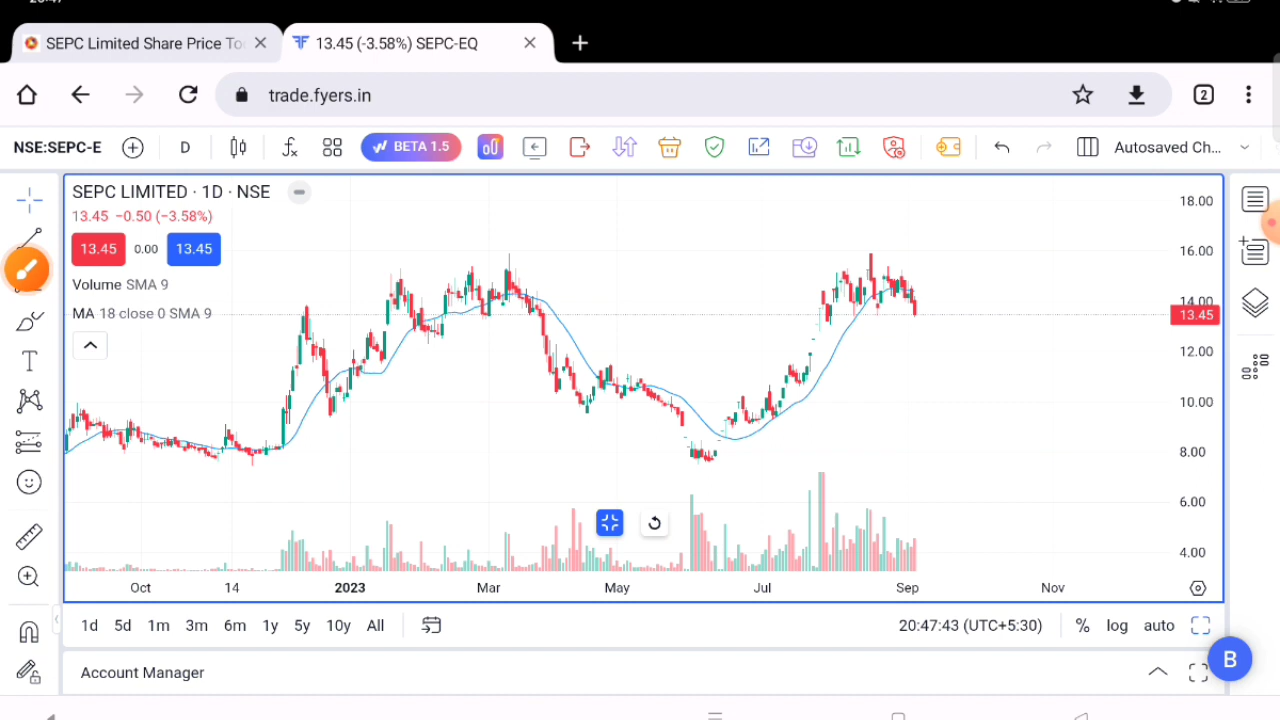 SEPC Limited Share Price To
13.45 (-3.58%) SEPC-EQ
trade.fyers.in
2
NSE:SEPC-E
D
BETA 1.5
Autosaved Ch...
SEPC LIMITED · 1D · NSE
13.45 −0.50 (−3.58%)
13.45 0.00 13.45
Volume SMA 9
MA 18 close 0 SMA 9
18.00
16.00
14.00
13.45
12.00
10.00
8.00
6.00
4.00
Oct 14 2023 Mar May Jul Sep Nov
1d 5d 1m 3m 6m 1y 5y 10y All
20:47:43 (UTC+5:30) % log auto
Account Manager
B